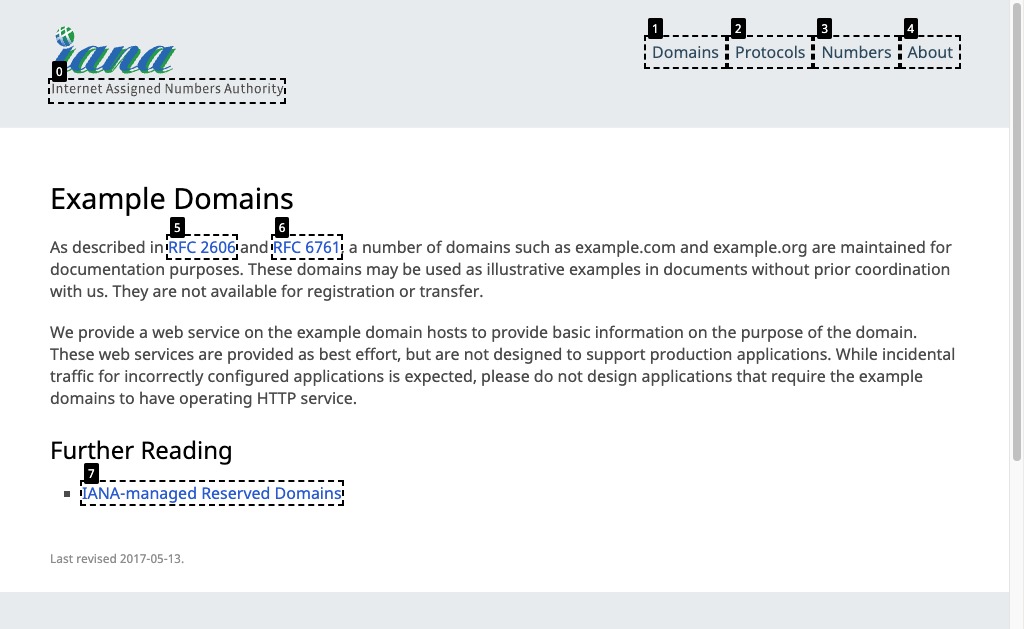 iana
Internet Assigned Numbers Authority
0
1
Domains
2
Protocols
3
Numbers
4
About
Example Domains
5
6
As described in RFC 2606 and RFC 6761, a number of domains such as example.com and example.org are maintained for
documentation purposes. These domains may be used as illustrative examples in documents without prior coordination
with us. They are not available for registration or transfer.
We provide a web service on the example domain hosts to provide basic information on the purpose of the domain.
These web services are provided as best effort, but are not designed to support production applications. While incidental
traffic for incorrectly configured applications is expected, please do not design applications that require the example
domains to have operating HTTP service.
Further Reading
7
IANA-managed Reserved Domains
Last revised 2017-05-13.